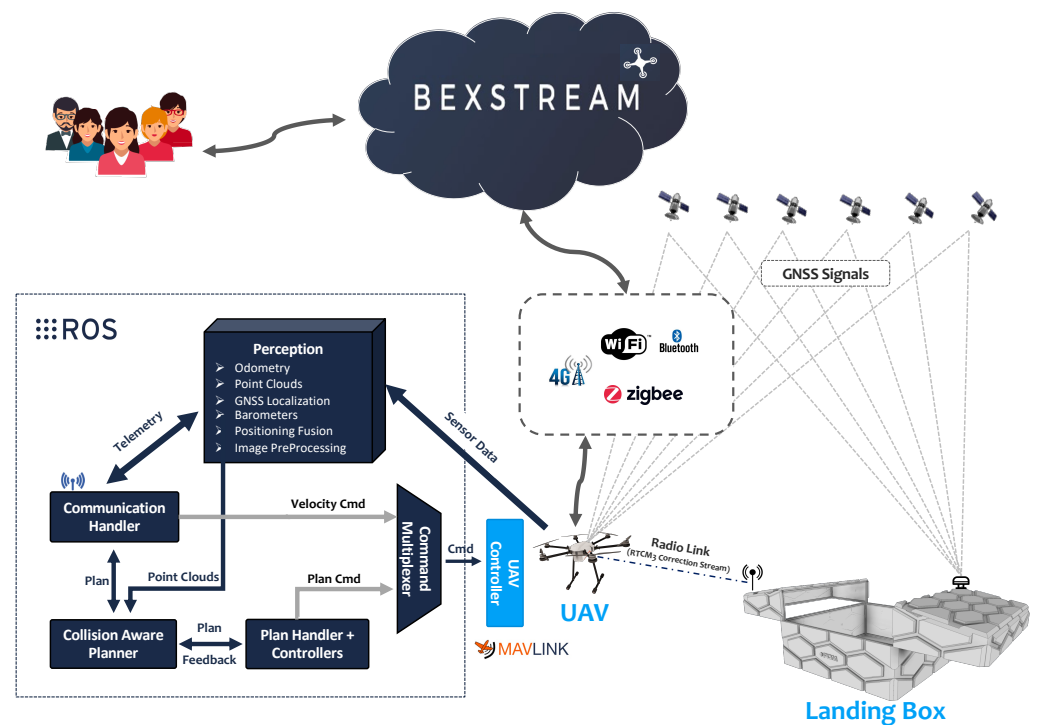 BEXSTREAM
GNSS Signals
ROS
Perception
Odometry
Point Clouds
GNSS Localization
Barometers
Positioning Fusion
Image PreProcessing
WiFi™
Bluetooth
4G
zigbee
Telemetry
Sensor Data
Communication
Handler
Velocity Cmd
Command
Multiplexer
Cmd
UAV
Controller
Radio Link
(RTCM3 Correction Stream)
UAV
Plan
Point Clouds
Plan Cmd
Collision Aware
Planner
Plan
Feedback
Plan Handler +
Controllers
MAVLINK
Landing Box